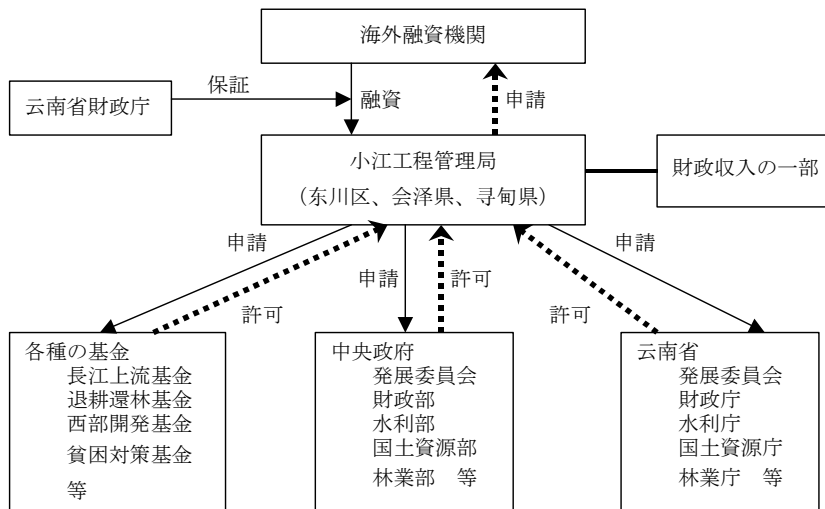 海外融資機関
保証
云南省財政庁
融資
申請
小江工程管理局
（东川区、会泽県、寻甸県）
財政収入の一部
申請
申請
許可
申請
許可
許可
各種の基金
長江上流基金
退耕還林基金
西部開発基金
貧困対策基金
等
中央政府
発展委員会
財政部
水利部
国土資源部
林業部　等
云南省
発展委員会
財政庁
水利庁
国土資源庁
林業庁　等